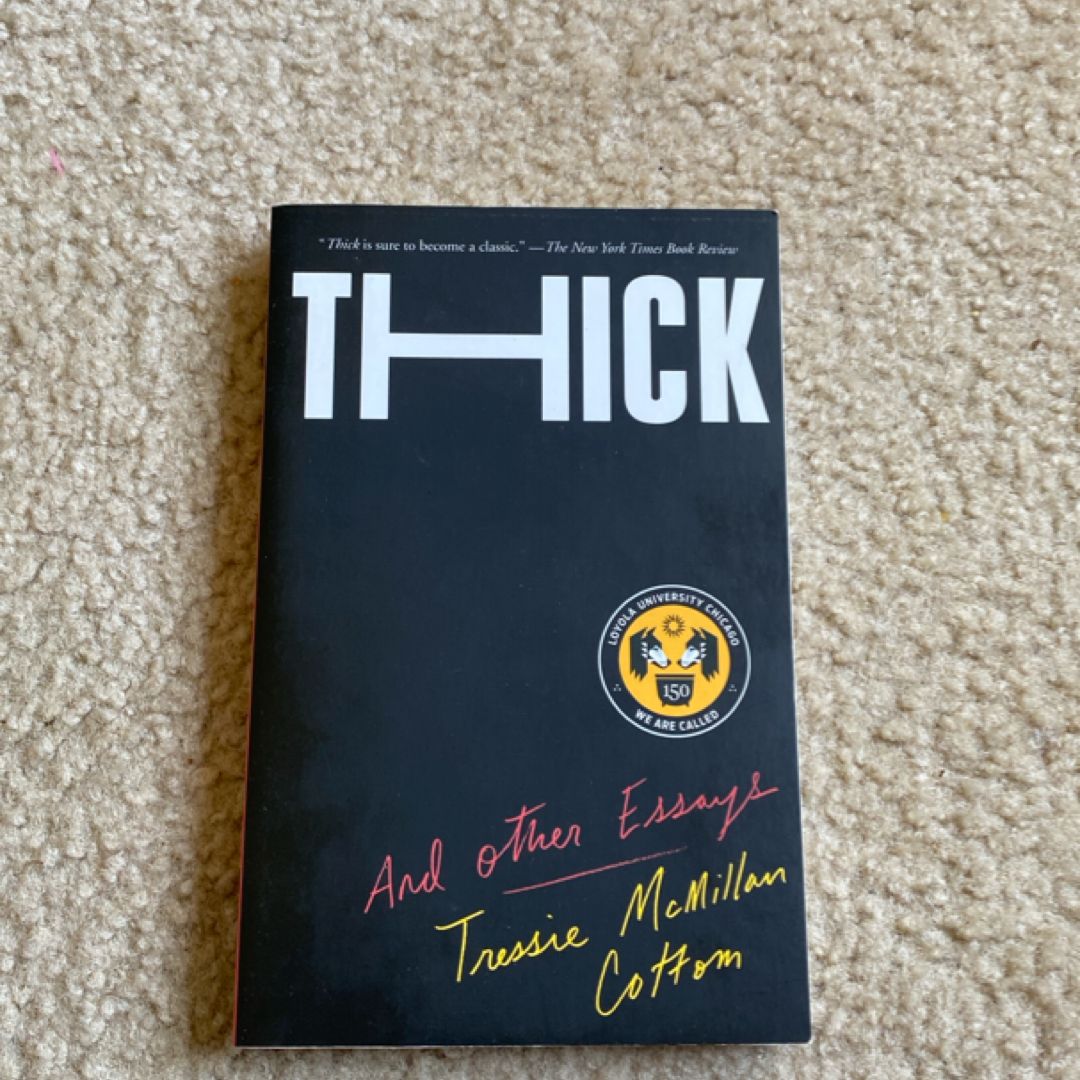 “Thick is sure to become a classic.” —The New York Times Book Review
THICK
LOYOLA UNIVERSITY CHICAGO
150
WE ARE CALLED
And other Essays
Tressie McMillan
Cottom